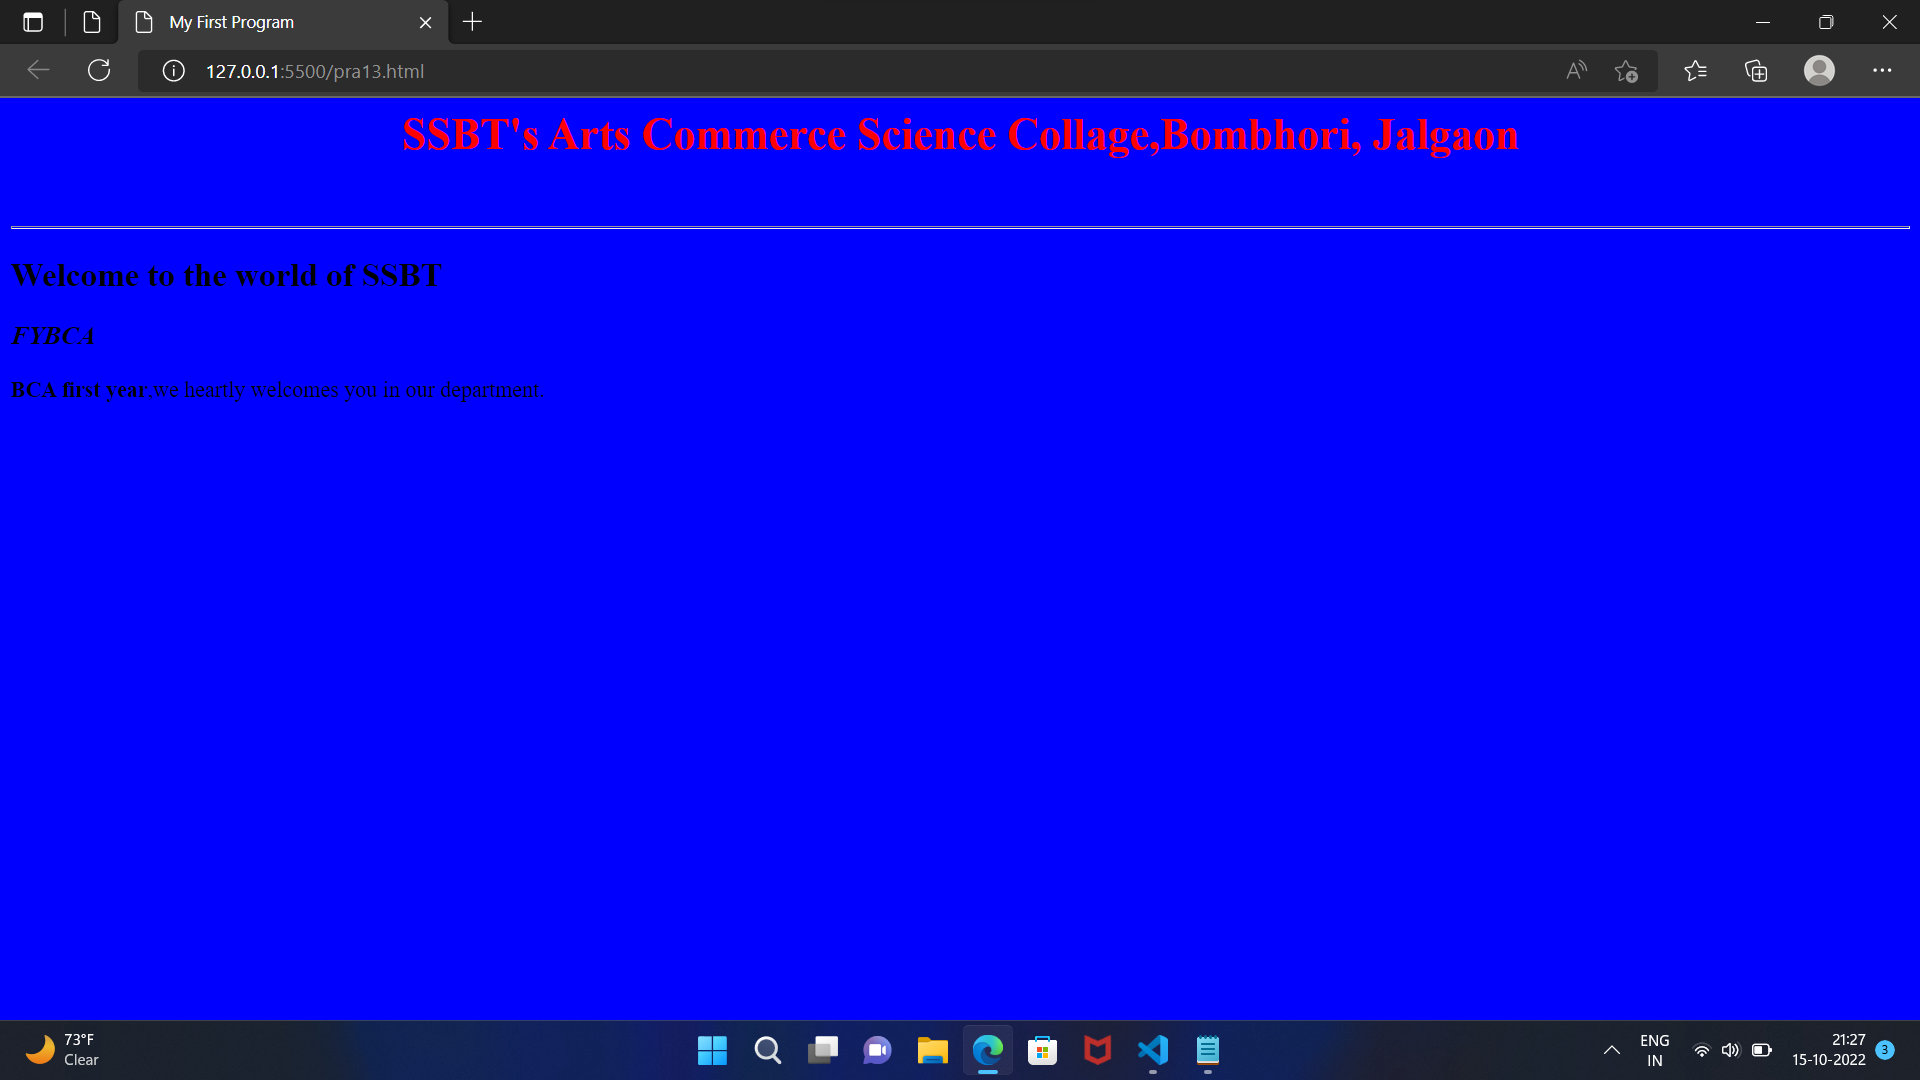 My First Program
127.0.0.1:5500/pra13.html
SSBT's Arts Commerce Science Collage,Bombhori, Jalgaon
Welcome to the world of SSBT
FYBCA
BCA first year,we heartly welcomes you in our department.
73°F
Clear
ENG
IN
21:27
15-10-2022
3